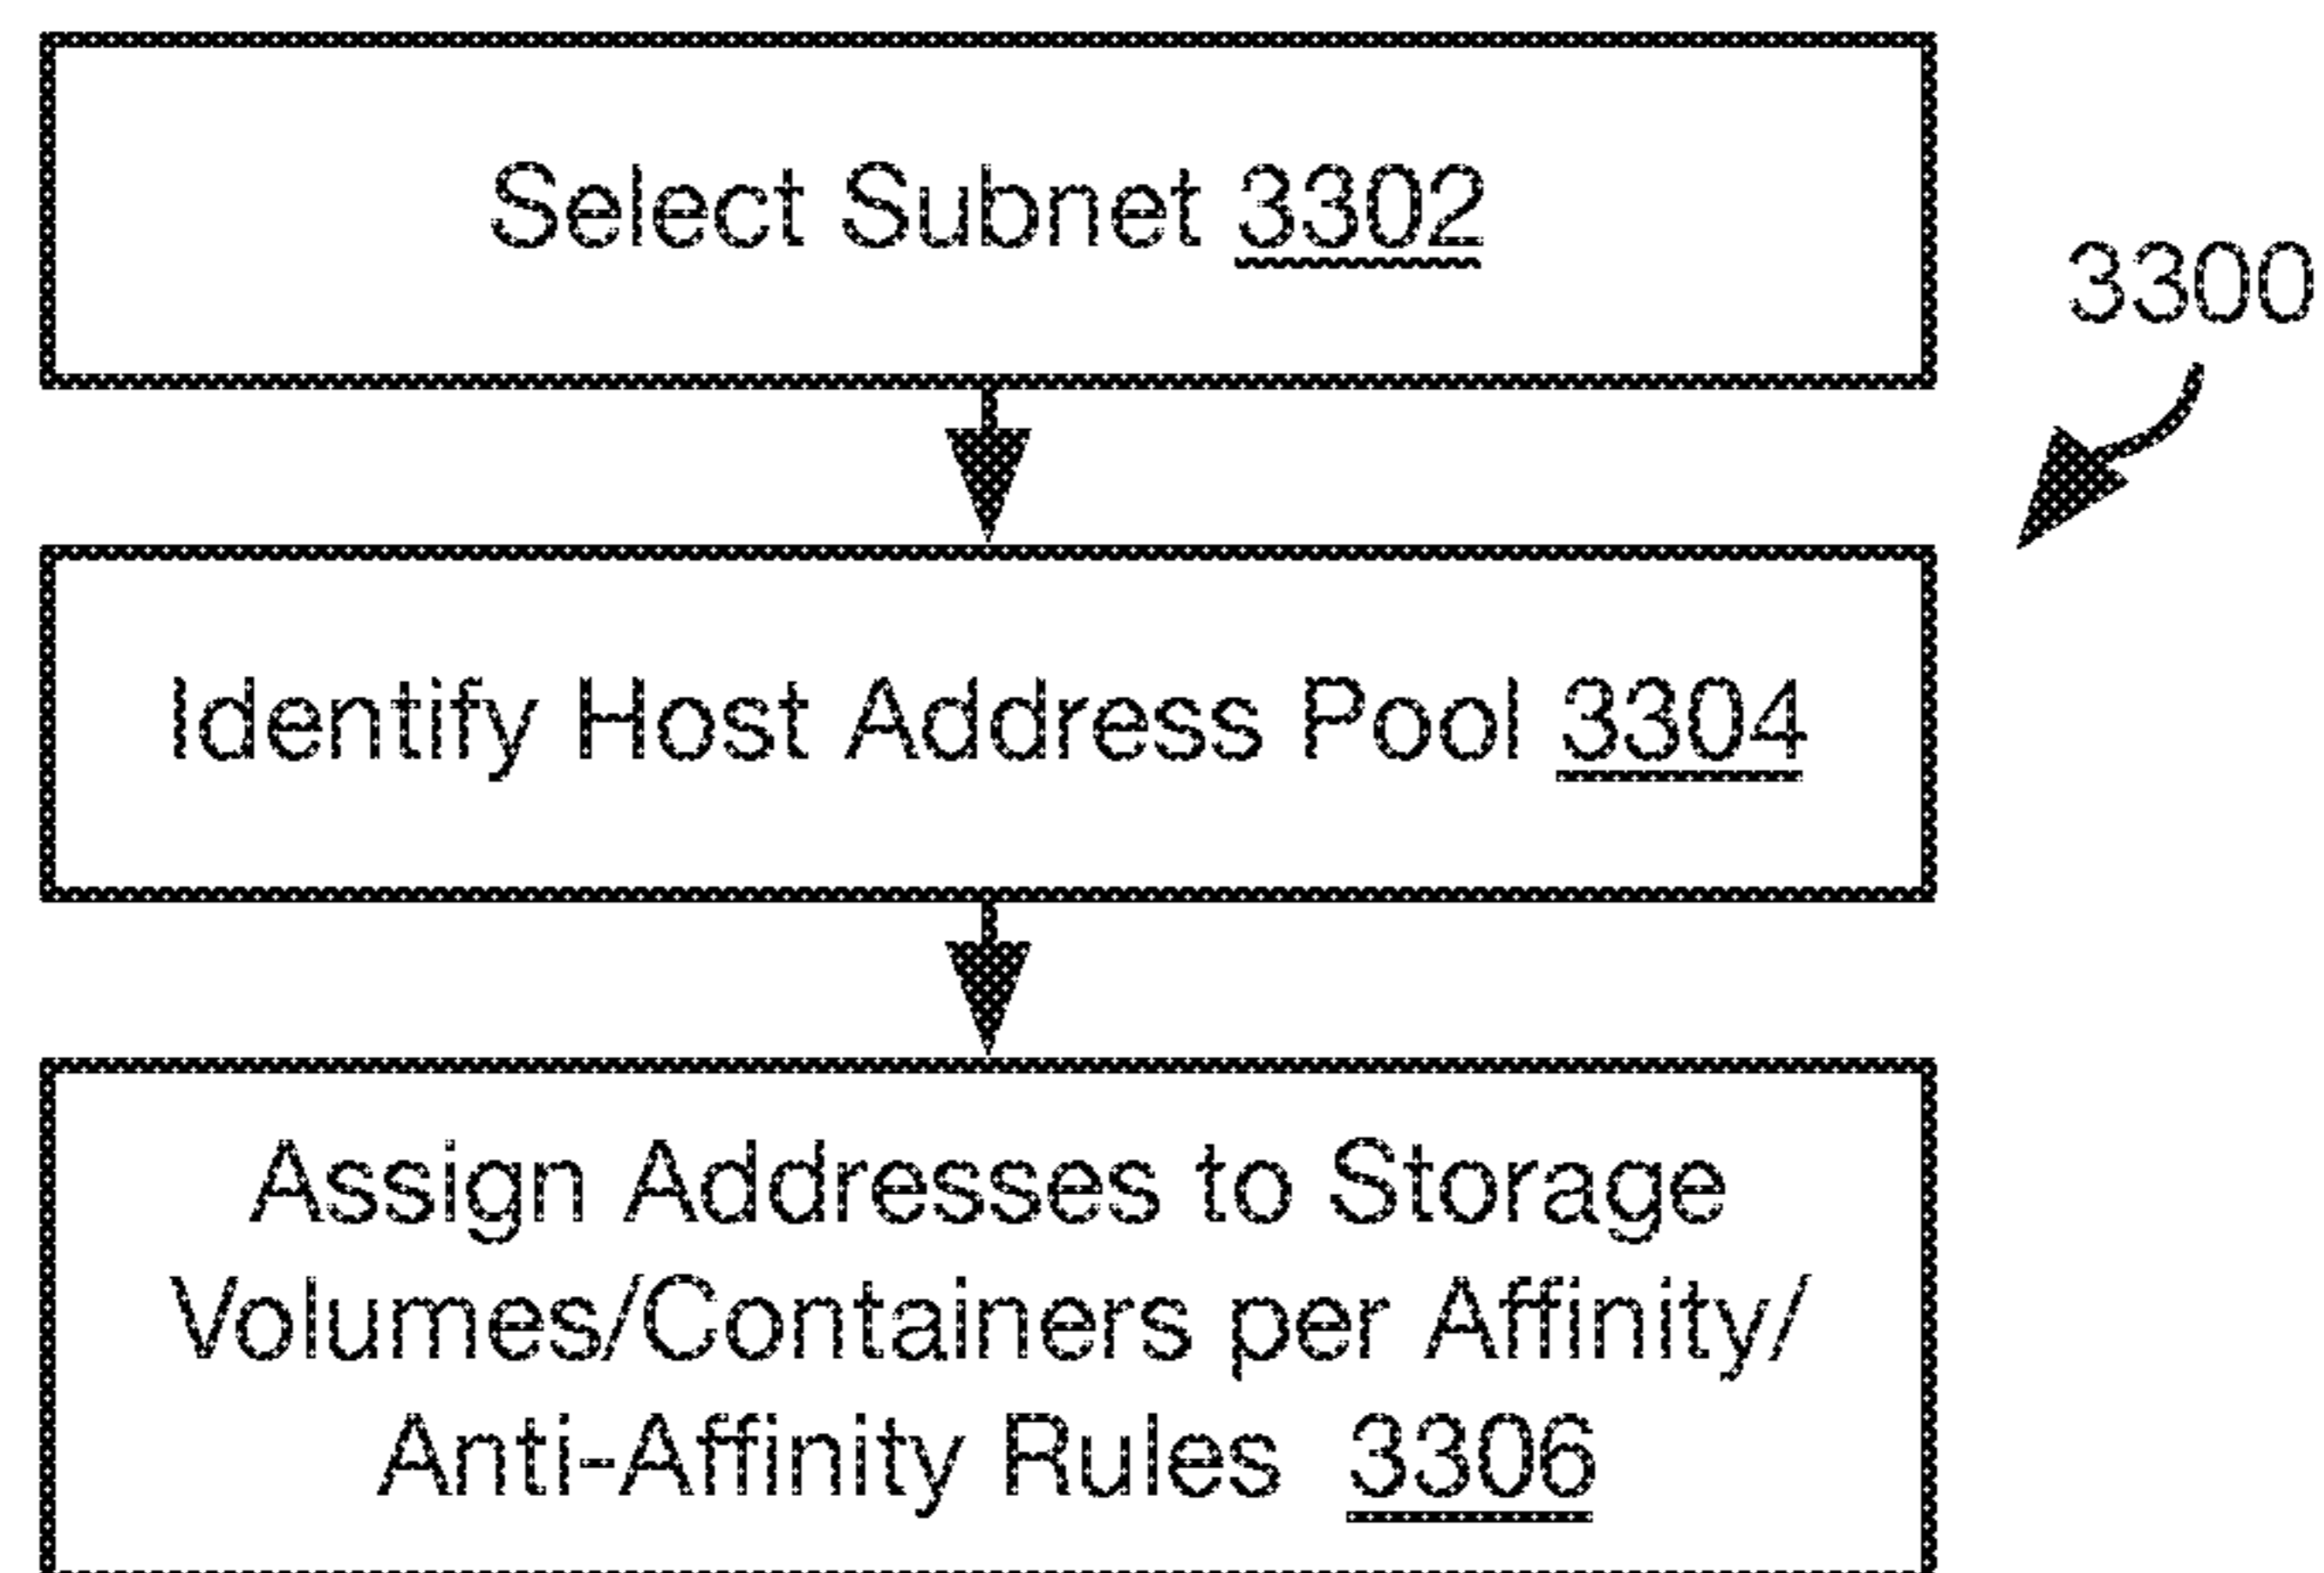 Select Subnet 3302
3300
Identify Host Address Pool 3304
Assign Addresses to Storage
Volumes/Containers per Affinity/
Anti-Affinity Rules 3306